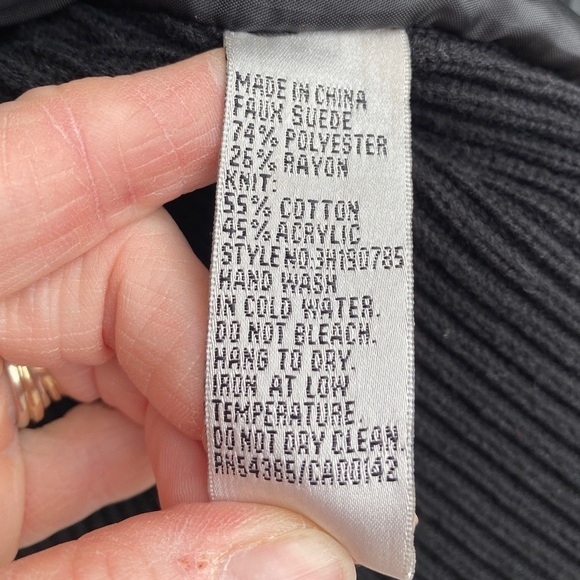 MADE IN CHINA
FAUX SUEDE
74% POLYESTER
26% RAYON
KNIT:
55% COTTON
45% ACRYLIC
STYLE NO.3H190785
HAND WASH
IN COLD WATER.
DO NOT BLEACH.
HANG TO DRY.
IRON AT LOW
TEMPERATURE
DO NOT DRY CLEAN.
RN54385/CA00142